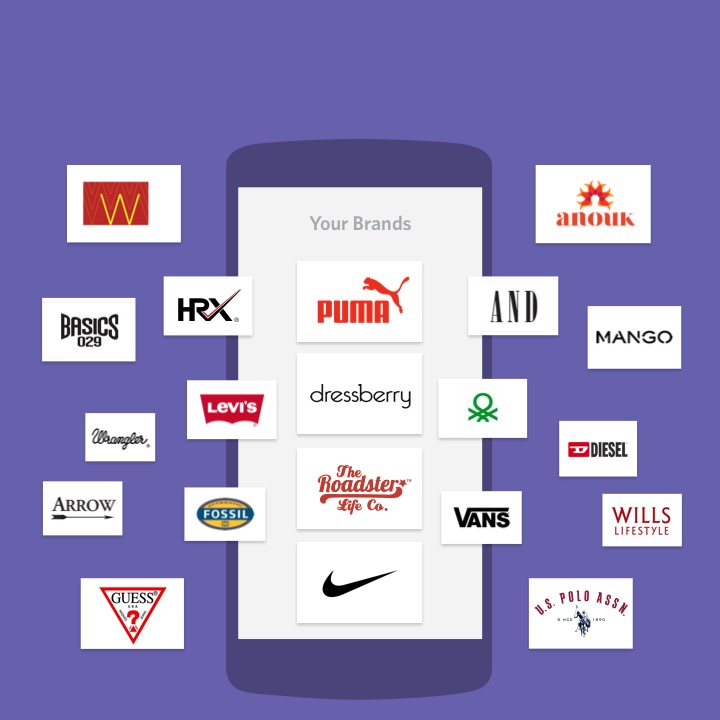 W
anouk
Your Brands
HRX
PUMA
AND
BASICS
029
MANGO
dressberry
LEVI'S
Wrangler
DIESEL
The
Roadster
Life Co.
ARROW
FOSSIL
VANS
WILLS
LIFESTYLE
GUESS
U.S.A.
?
U.S. POLO ASSN.
SINCE 1890